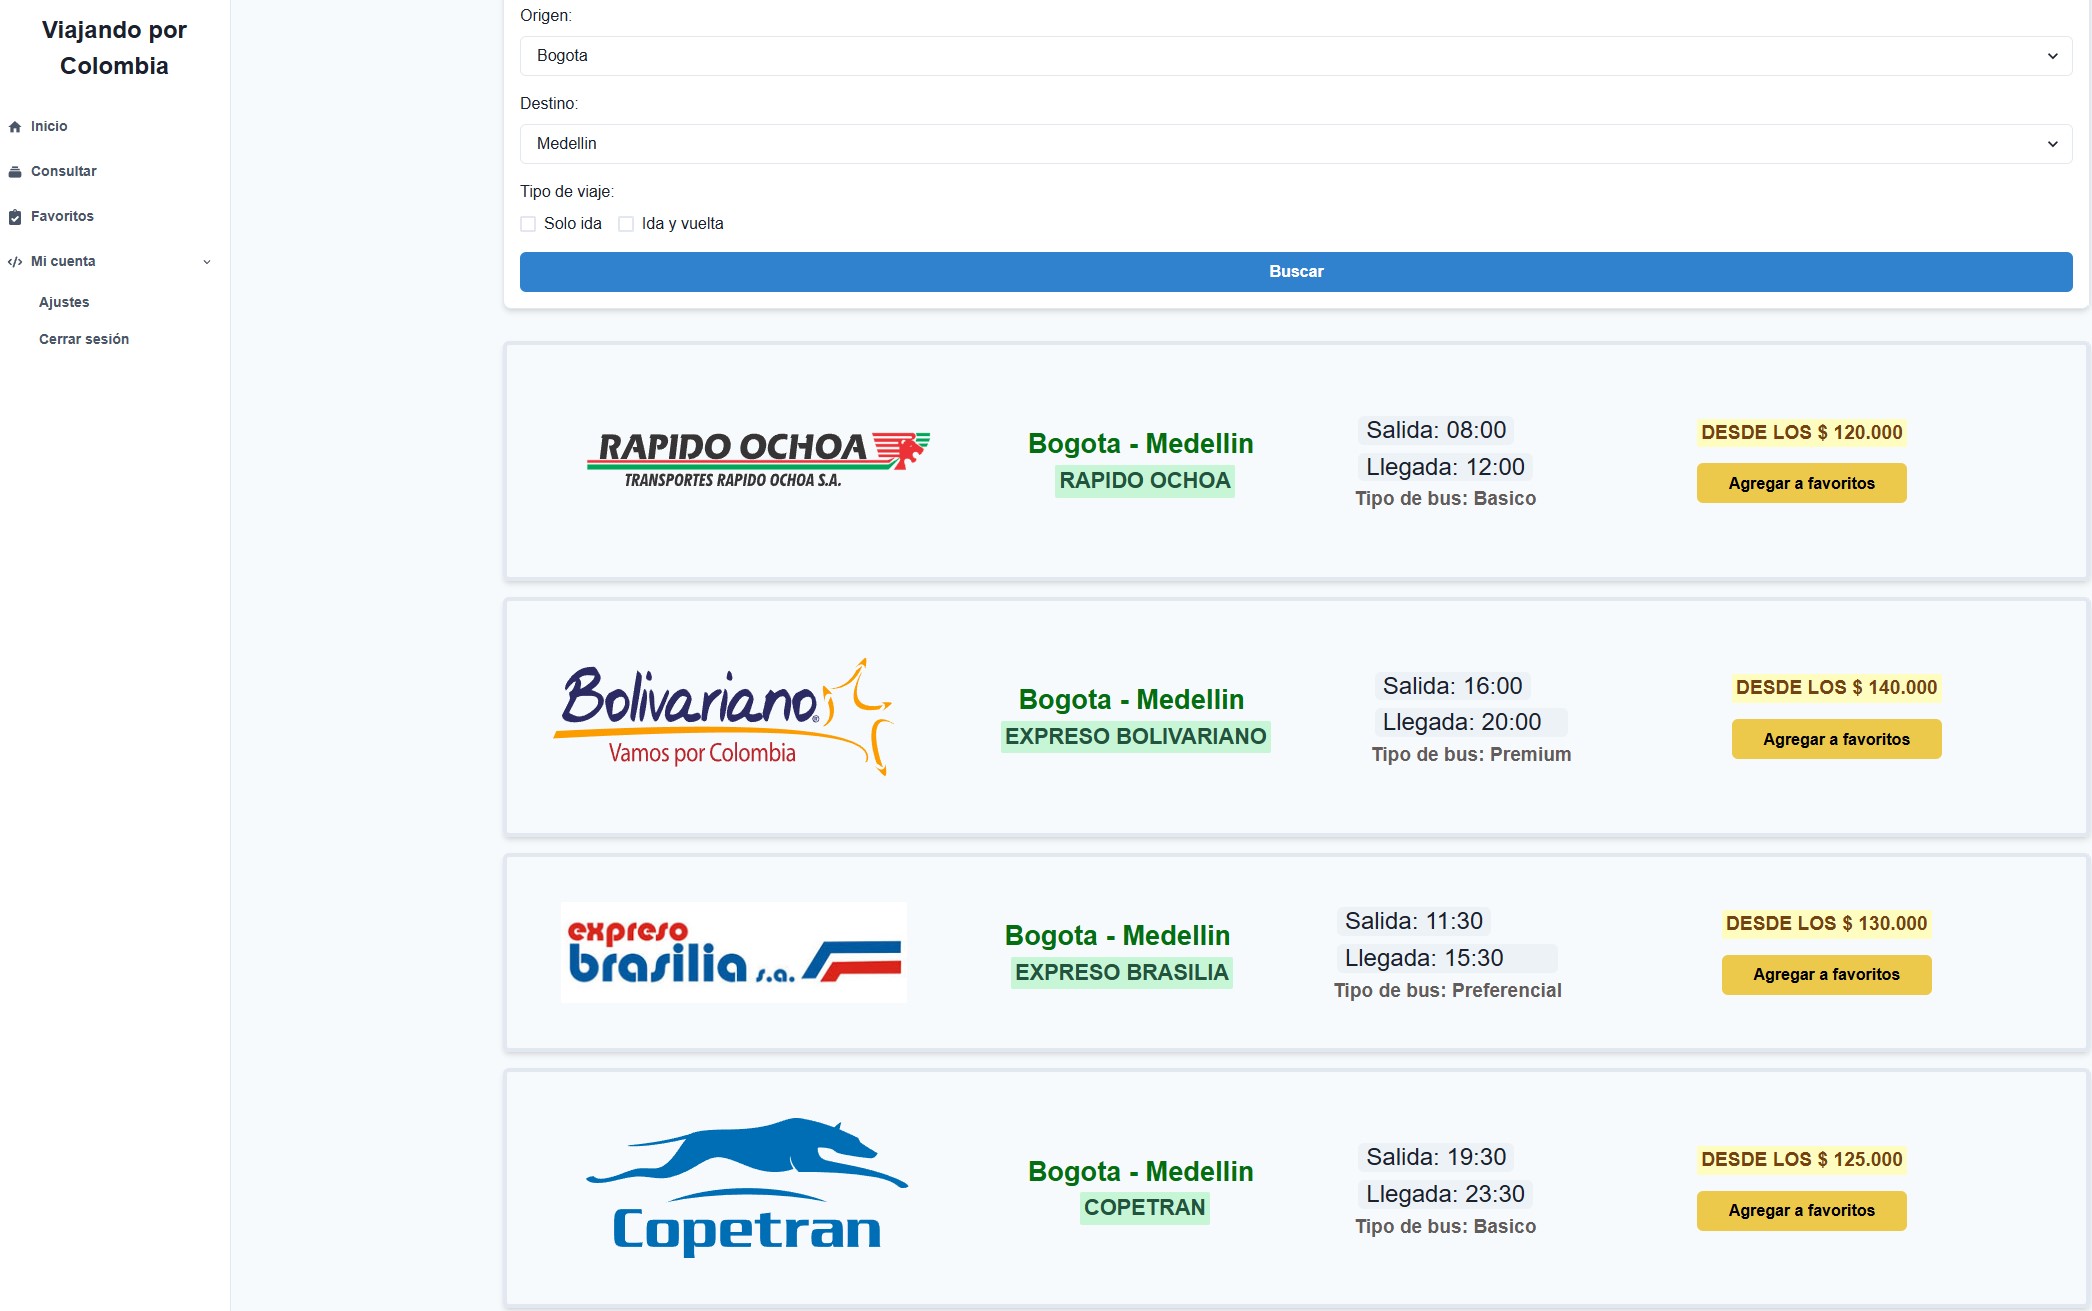 Viajando por
Colombia
Inicio
Consultar
Favoritos
Mi cuenta
Ajustes
Cerrar sesión
Origen:
Bogota
Destino:
Medellin
Tipo de viaje:
Solo ida
Ida y vuelta
Buscar
RAPIDO OCHOA
TRANSPORTES RAPIDO OCHOA S.A.
Bogota - Medellin
RAPIDO OCHOA
Salida: 08:00
Llegada: 12:00
Tipo de bus: Basico
DESDE LOS $ 120.000
Agregar a favoritos
Bolivariano®
Vamos por Colombia
Bogota - Medellin
EXPRESO BOLIVARIANO
Salida: 16:00
Llegada: 20:00
Tipo de bus: Premium
DESDE LOS $ 140.000
Agregar a favoritos
expreso
brasilia s.a.
Bogota - Medellin
EXPRESO BRASILIA
Salida: 11:30
Llegada: 15:30
Tipo de bus: Preferencial
DESDE LOS $ 130.000
Agregar a favoritos
Copetran
Bogota - Medellin
COPETRAN
Salida: 19:30
Llegada: 23:30
Tipo de bus: Basico
DESDE LOS $ 125.000
Agregar a favoritos